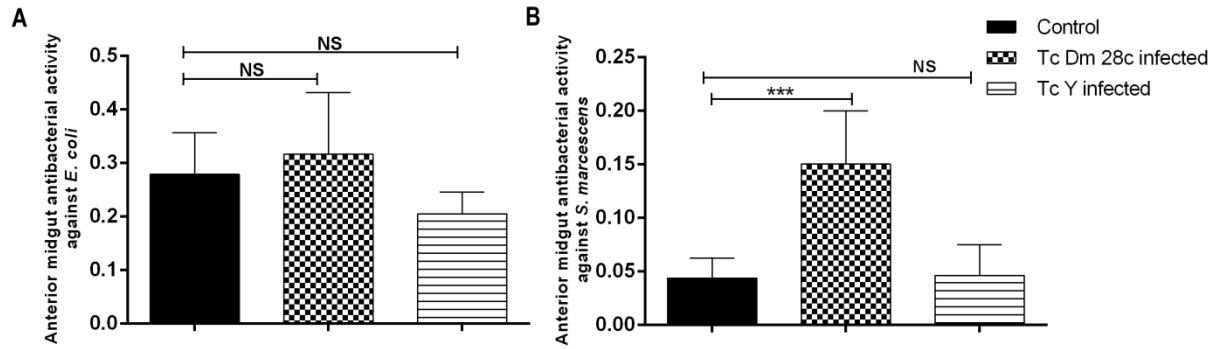 A
Anterior midgut antibacterial activity
against E. coli
0.5
0.4
0.3
0.2
0.1
0.0
NS
NS
B
Anterior midgut antibacterial activity
against S. marcescens
0.25
0.20
0.15
0.10
0.05
0.00
NS
***
Control
Tc Dm 28c infected
Tc Y infected